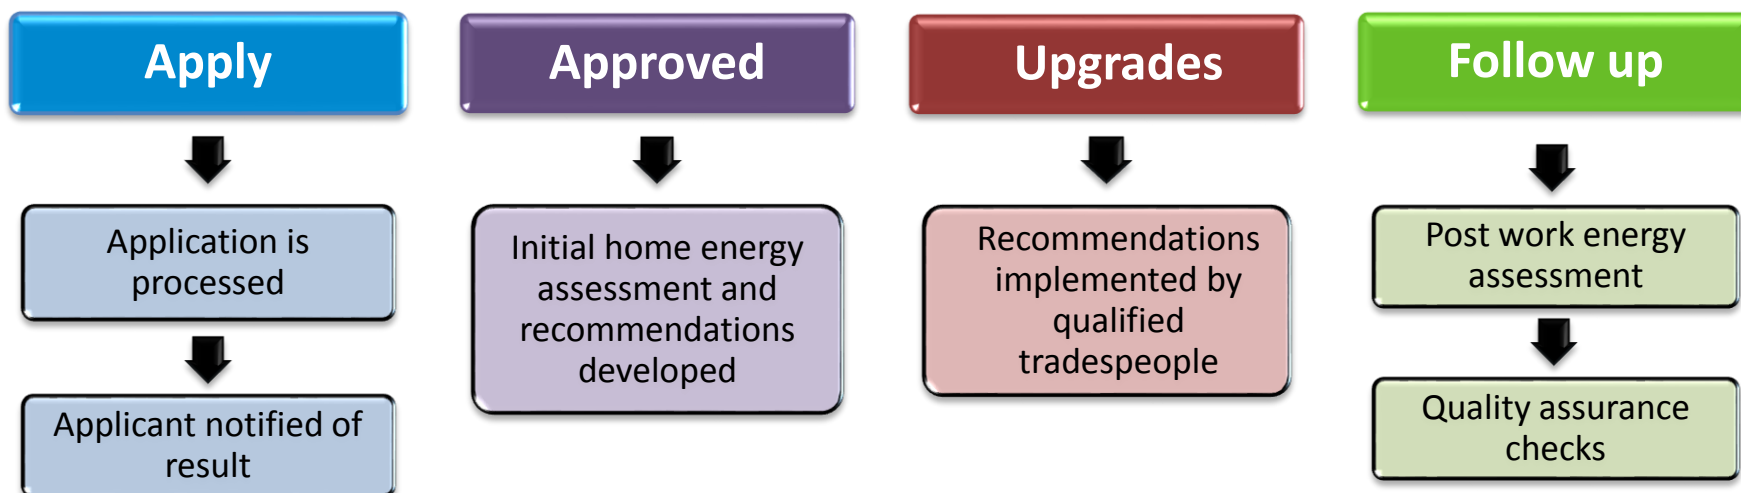 Apply
Application is
processed
Applicant notified of
result
Approved
Initial home energy
assessment and
recommendations
developed
Upgrades
Recommendations
implemented by
qualified
tradespeople
Follow up
Post work energy
assessment
Quality assurance
checks